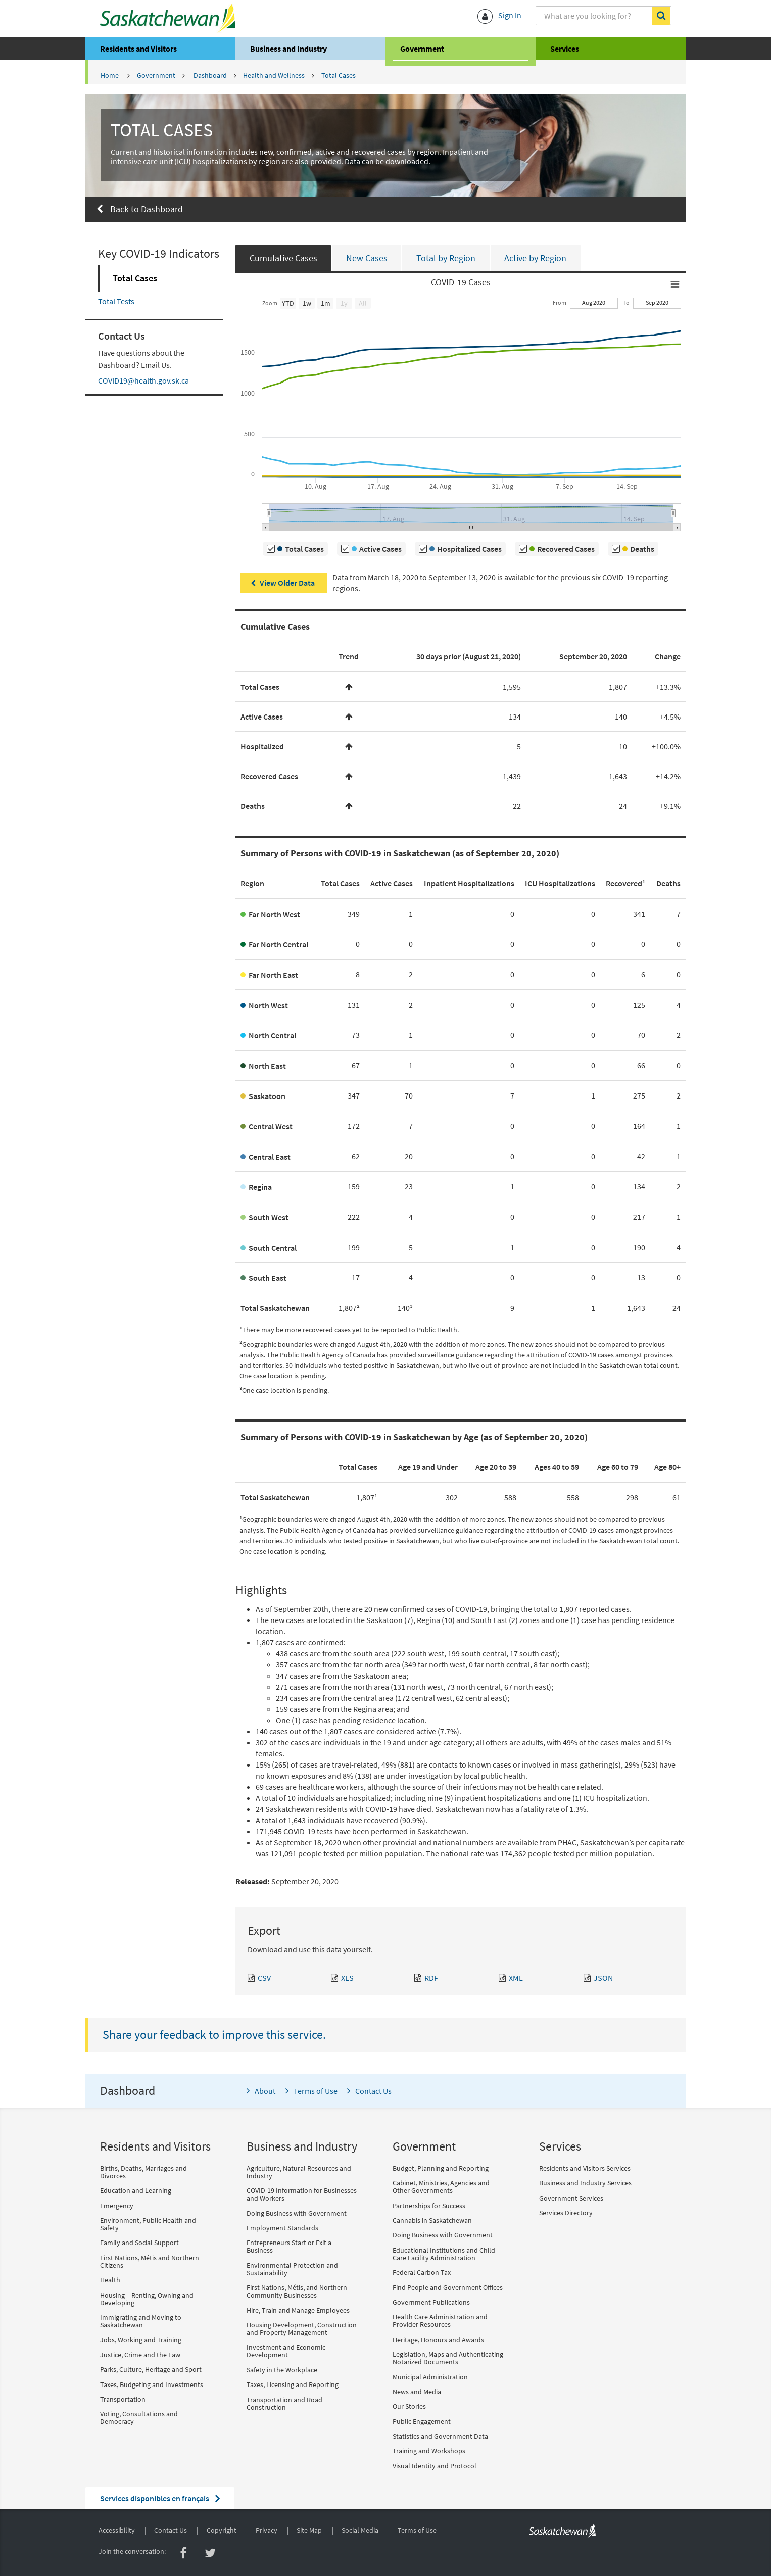 Saskatchewan
Sign In
What are you looking for?
Residents and Visitors
Business and Industry
Government
Services
Home > Government > Dashboard > Health and Wellness > Total Cases
TOTAL CASES
Current and historical information includes new, confirmed, active and recovered cases by region. Inpatient and
intensive care unit (ICU) hospitalizations by region are also provided. Data can be downloaded.
Back to Dashboard
Key COVID-19 Indicators
Total Cases
Total Tests
Contact Us
Have questions about the
Dashboard? Email Us.
COVID19@health.gov.sk.ca
Cumulative Cases
New Cases
Total by Region
Active by Region
COVID-19 Cases
Zoom YTD 1w 1m 1y All
From Aug 2020 To Sep 2020
1500
1000
500
0
10. Aug 17. Aug 24. Aug 31. Aug 7. Sep 14. Sep
17. Aug 31. Aug 14. Sep
Total Cases Active Cases Hospitalized Cases Recovered Cases Deaths
View Older Data
Data from March 18, 2020 to September 13, 2020 is available for the previous six COVID-19 reporting
regions.
Cumulative Cases
Trend 30 days prior (August 21, 2020) September 20, 2020 Change
Total Cases 1,595 1,807 +13.3%
Active Cases 134 140 +4.5%
Hospitalized 5 10 +100.0%
Recovered Cases 1,439 1,643 +14.2%
Deaths 22 24 +9.1%
Summary of Persons with COVID-19 in Saskatchewan (as of September 20, 2020)
Region Total Cases Active Cases Inpatient Hospitalizations ICU Hospitalizations Recovered¹ Deaths
Far North West 349 1 0 0 341 7
Far North Central 0 0 0 0 0 0
Far North East 8 2 0 0 6 0
North West 131 2 0 0 125 4
North Central 73 1 0 0 70 2
North East 67 1 0 0 66 0
Saskatoon 347 70 7 1 275 2
Central West 172 7 0 0 164 1
Central East 62 20 0 0 42 1
Regina 159 23 1 0 134 2
South West 222 4 0 0 217 1
South Central 199 5 1 0 190 4
South East 17 4 0 0 13 0
Total Saskatchewan 1,807² 140³ 9 1 1,643 24
¹There may be more recovered cases yet to be reported to Public Health.
²Geographic boundaries were changed August 4th, 2020 with the addition of more zones. The new zones should not be compared to previous
analysis. The Public Health Agency of Canada has provided surveillance guidance regarding the attribution of COVID-19 cases amongst provinces
and territories. 30 individuals who tested positive in Saskatchewan, but who live out-of-province are not included in the Saskatchewan total count.
One case location is pending.
³One case location is pending.
Summary of Persons with COVID-19 in Saskatchewan by Age (as of September 20, 2020)
Total Cases Age 19 and Under Age 20 to 39 Ages 40 to 59 Age 60 to 79 Age 80+
Total Saskatchewan 1,807¹ 302 588 558 298 61
¹Geographic boundaries were changed August 4th, 2020 with the addition of more zones. The new zones should not be compared to previous
analysis. The Public Health Agency of Canada has provided surveillance guidance regarding the attribution of COVID-19 cases amongst provinces
and territories. 30 individuals who tested positive in Saskatchewan, but who live out-of-province are not included in the Saskatchewan total count.
One case location is pending.
Highlights
As of September 20th, there are 20 new confirmed cases of COVID-19, bringing the total to 1,807 reported cases.
The new cases are located in the Saskatoon (7), Regina (10) and South East (2) zones and one (1) case has pending residence
location.
1,807 cases are confirmed:
438 cases are from the south area (222 south west, 199 south central, 17 south east);
357 cases are from the far north area (349 far north west, 0 far north central, 8 far north east);
347 cases are from the Saskatoon area;
271 cases are from the north area (131 north west, 73 north central, 67 north east);
234 cases are from the central area (172 central west, 62 central east);
159 cases are from the Regina area; and
One (1) case has pending residence location.
140 cases out of the 1,807 cases are considered active (7.7%).
302 of the cases are individuals in the 19 and under age category; all others are adults, with 49% of the cases males and 51%
females.
15% (265) of cases are travel-related, 49% (881) are contacts to known cases or involved in mass gathering(s), 29% (523) have
no known exposures and 8% (138) are under investigation by local public health.
69 cases are healthcare workers, although the source of their infections may not be health care related.
A total of 10 individuals are hospitalized; including nine (9) inpatient hospitalizations and one (1) ICU hospitalization.
24 Saskatchewan residents with COVID-19 have died. Saskatchewan now has a fatality rate of 1.3%.
A total of 1,643 individuals have recovered (90.9%).
171,945 COVID-19 tests have been performed in Saskatchewan.
As of September 18, 2020 when other provincial and national numbers are available from PHAC, Saskatchewan's per capita rate
was 121,091 people tested per million population. The national rate was 174,362 people tested per million population.
Released: September 20, 2020
Export
Download and use this data yourself.
CSV XLS RDF XML JSON
Share your feedback to improve this service.
Dashboard
About Terms of Use Contact Us
Residents and Visitors
Births, Deaths, Marriages and
Divorces
Education and Learning
Emergency
Environment, Public Health and
Safety
Family and Social Support
First Nations, Métis and Northern
Citizens
Health
Housing – Renting, Owning and
Developing
Immigrating and Moving to
Saskatchewan
Jobs, Working and Training
Justice, Crime and the Law
Parks, Culture, Heritage and Sport
Taxes, Budgeting and Investments
Transportation
Voting, Consultations and
Democracy
Business and Industry
Agriculture, Natural Resources and
Industry
COVID-19 Information for Businesses
and Workers
Doing Business with Government
Employment Standards
Entrepreneurs Start or Exit a
Business
Environmental Protection and
Sustainability
First Nations, Métis, and Northern
Community Businesses
Hire, Train and Manage Employees
Housing Development, Construction
and Property Management
Investment and Economic
Development
Safety in the Workplace
Taxes, Licensing and Reporting
Transportation and Road
Construction
Government
Budget, Planning and Reporting
Cabinet, Ministries, Agencies and
Other Governments
Partnerships for Success
Cannabis in Saskatchewan
Doing Business with Government
Educational Institutions and Child
Care Facility Administration
Federal Carbon Tax
Find People and Government Offices
Government Publications
Health Care Administration and
Provider Resources
Heritage, Honours and Awards
Legislation, Maps and Authenticating
Notarized Documents
Municipal Administration
News and Media
Our Stories
Public Engagement
Statistics and Government Data
Training and Workshops
Visual Identity and Protocol
Services
Residents and Visitors Services
Business and Industry Services
Government Services
Services Directory
Services disponibles en français
Accessibility | Contact Us | Copyright | Privacy | Site Map | Social Media | Terms of Use
Saskatchewan
Join the conversation: